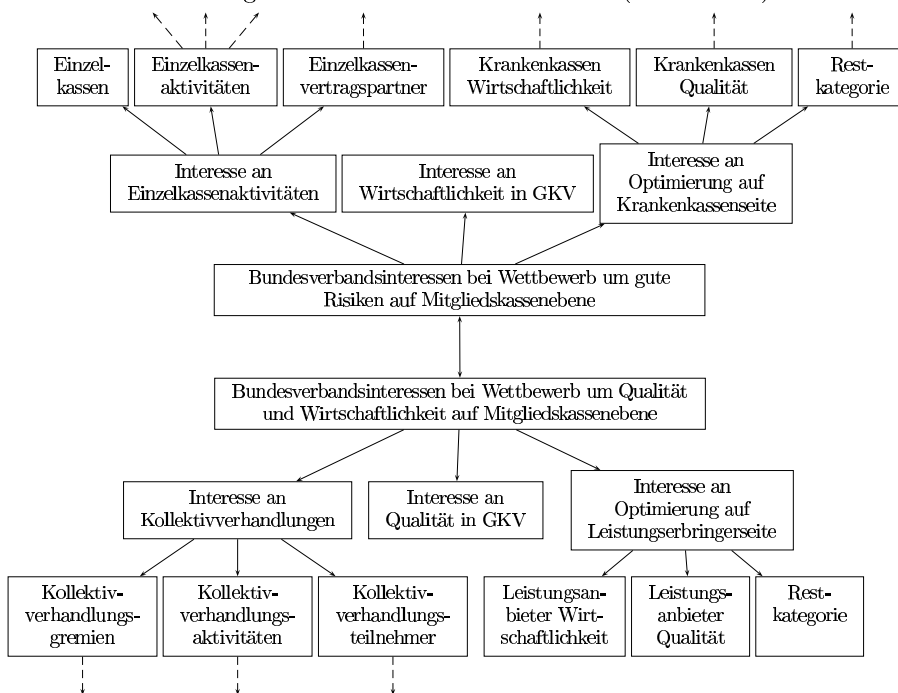 Einzel-
kassen
Einzelkassen-
aktivitäten
Einzelkassen-
vertragspartner
Krankenkassen
Wirtschaftlichkeit
Krankenkassen
Qualität
Rest-
kategorie
Interesse an
Einzelkassenaktivitäten
Interesse an
Wirtschaftlichkeit in GKV
Interesse an
Optimierung auf
Krankenkassenseite
Bundesverbandsinteressen bei Wettbewerb um gute
Risiken auf Mitgliedskassenebene
Bundesverbandsinteressen bei Wettbewerb um Qualität
und Wirtschaftlichkeit auf Mitgliedskassenebene
Interesse an
Kollektivverhandlungen
Interesse an
Qualität in GKV
Interesse an
Optimierung auf
Leistungserbringerseite
Kollektiv-
verhandlungs-
gremien
Kollektiv-
verhandlungs-
aktivitäten
Kollektiv-
verhandlungs-
teilnehmer
Leistungsan-
bieter Wirt-
schaftlichkeit
Leistungs-
anbieter
Qualität
Rest-
kategorie